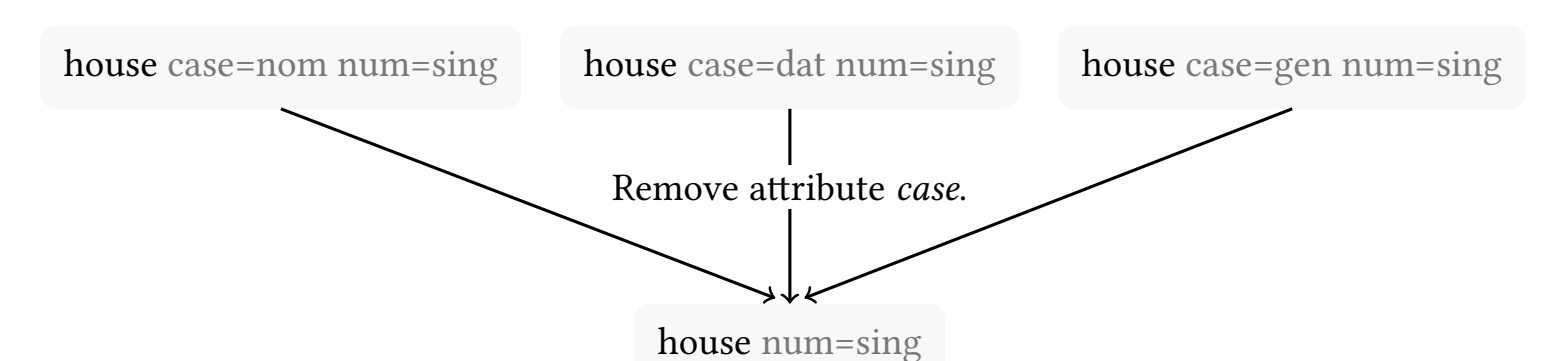 house case=nom num=sing
house case=dat num=sing
house case=gen num=sing
Remove attribute case.
house num=sing